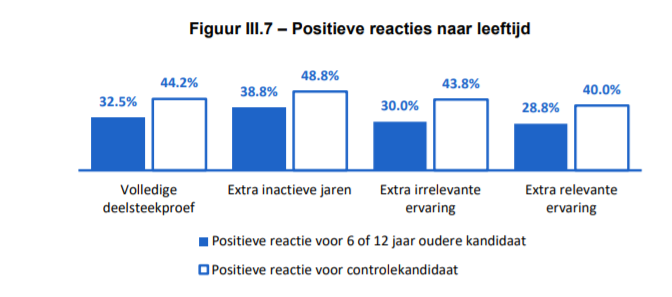 Figuur III.7 – Positieve reacties naar leeftijd
32.5%
44.2%
38.8%
48.8%
30.0%
43.8%
28.8%
40.0%
Volledige
deelsteekproef
Extra inactieve jaren
Extra irrelevante
ervaring
Extra relevante
ervaring
Positieve reactie voor 6 of 12 jaar oudere kandidaat
Positieve reactie voor controlekandidaat